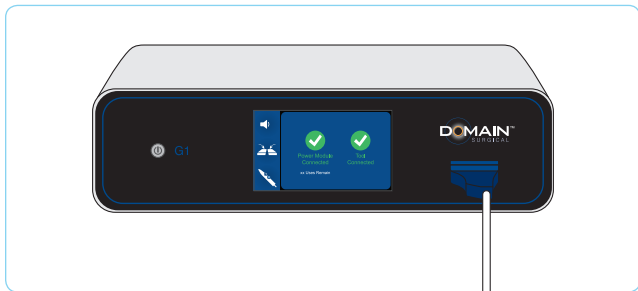 G1
Power Module
Connected
Tool
Connected
xx Uses Remain
DOMAIN™
SURGICAL